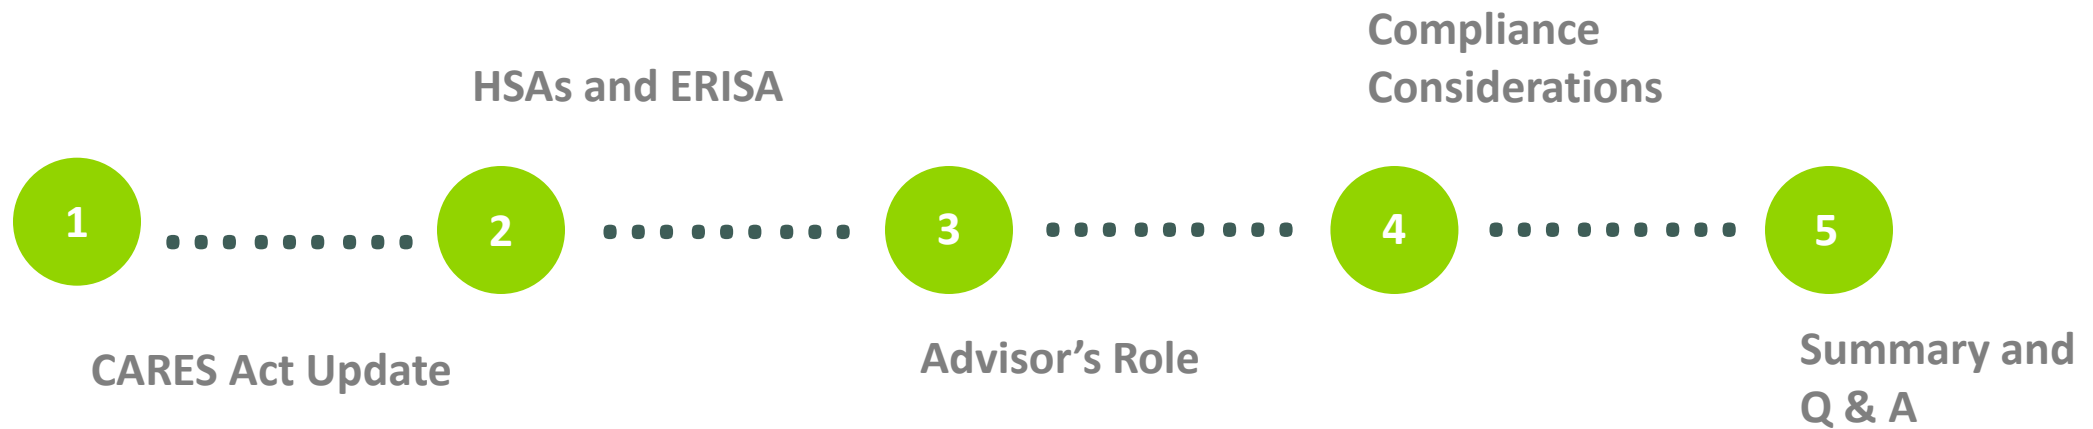 1
CARES Act Update
2
HSAs and ERISA
3
Advisor’s Role
4
Compliance
Considerations
5
Summary and
Q & A